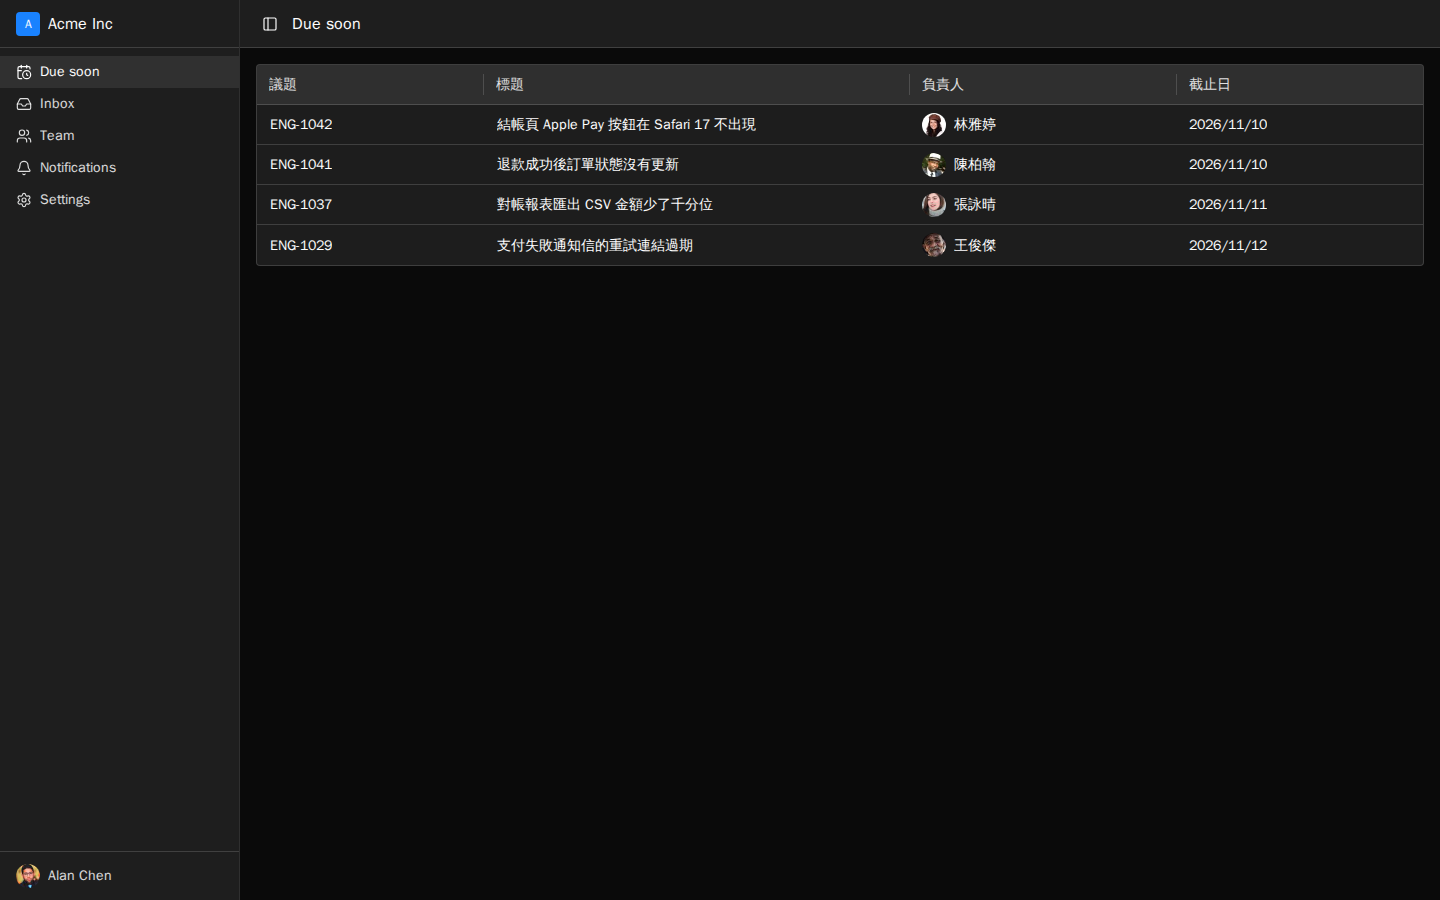 A Acme Inc
Due soon
Inbox
Team
Notifications
Settings
Alan Chen
Due soon
議題 標題 負責人 截止日
ENG-1042 結帳頁 Apple Pay 按鈕在 Safari 17 不出現 林雅婷 2026/11/10
ENG-1041 退款成功後訂單狀態沒有更新 陳柏翰 2026/11/10
ENG-1037 對帳報表匯出 CSV 金額少了千分位 張詠晴 2026/11/11
ENG-1029 支付失敗通知信的重試連結過期 王俊傑 2026/11/12